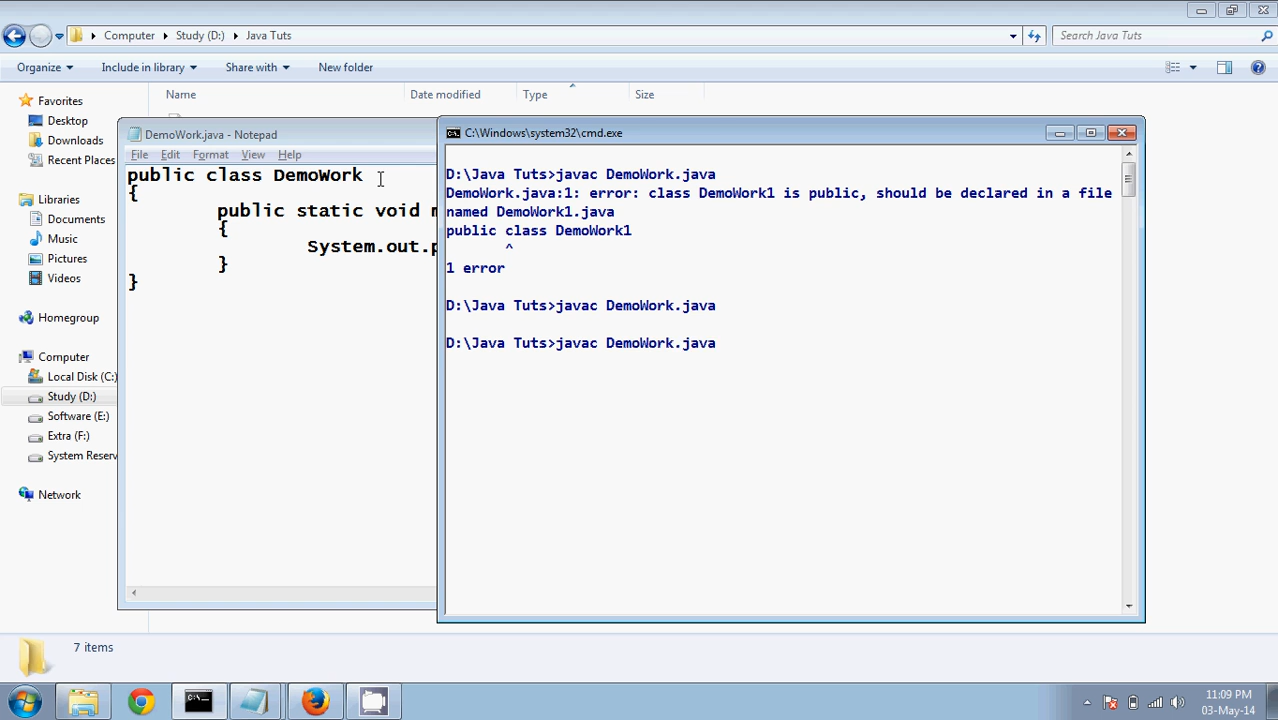 Computer Study (D:) Java Tuts
Search Java Tuts
Organize Include in library Share with New folder
Name Date modified Type Size
Favorites
Desktop
Downloads
Recent Places
Libraries
Documents
Music
Pictures
Videos
Homegroup
Computer
Local Disk (C:)
Study (D:)
Software (E:)
Extra (F:)
System Reserv
Network
DemoWork.java - Notepad
File Edit Format View Help
public class DemoWork
{
public static void
{
System.out.p
}
}
C:\Windows\system32\cmd.exe
D:\Java Tuts>javac DemoWork.java
DemoWork.java:1: error: class DemoWork1 is public, should be declared in a file
named DemoWork1.java
public class DemoWork1
^
1 error
D:\Java Tuts>javac DemoWork.java
D:\Java Tuts>javac DemoWork.java
7 items
11:09 PM
03-May-14